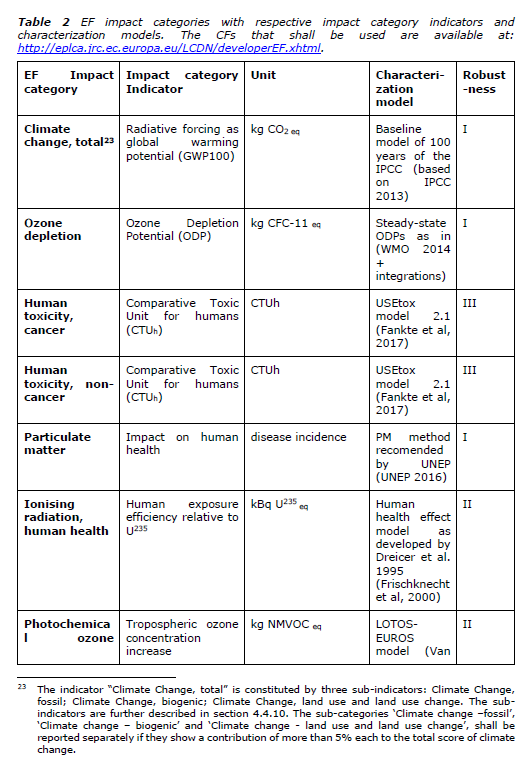 Table 2 EF impact categories with respective impact category indicators and
characterization models. The CFs that shall be used are available at:
http://eplca.jrc.ec.europa.eu/LCDN/developerEF.xhtml.
EF Impact
category
Impact category
Indicator
Unit
Characteri-
zation
model
Robust
-ness
Climate
change, total23
Radiative forcing as
global warming
potential (GWP100)
kg CO2 eq
Baseline
model of 100
years of the
IPCC (based
on IPCC
2013)
I
Ozone
depletion
Ozone Depletion
Potential (ODP)
kg CFC-11 eq
Steady-state
ODPs as in
(WMO 2014
+
integrations)
I
Human
toxicity,
cancer
Comparative Toxic
Unit for humans
(CTUh)
CTUh
USEtox
model 2.1
(Fankte et al,
2017)
III
Human
toxicity, non-
cancer
Comparative Toxic
Unit for humans
(CTUh)
CTUh
USEtox
model 2.1
(Fankte et al,
2017)
III
Particulate
matter
Impact on human
health
disease incidence
PM method
recomended
by UNEP
(UNEP 2016)
I
Ionising
radiation,
human health
Human exposure
efficiency relative to
U235
kBq U235 eq
Human
health effect
model as
developed by
Dreicer et al.
1995
(Frischknecht
et al, 2000)
II
Photochemica
l ozone
Tropospheric ozone
concentration
increase
kg NMVOC eq
LOTOS-
EUROS
model (Van
II
23 The indicator "Climate Change, total" is constituted by three sub-indicators: Climate Change,
fossil; Climate Change, biogenic; Climate Change, land use and land use change. The sub-
indicators are further described in section 4.4.10. The sub-categories 'Climate change –fossil',
'Climate change – biogenic' and 'Climate change - land use and land use change', shall be
reported separately if they show a contribution of more than 5% each to the total score of climate
change.